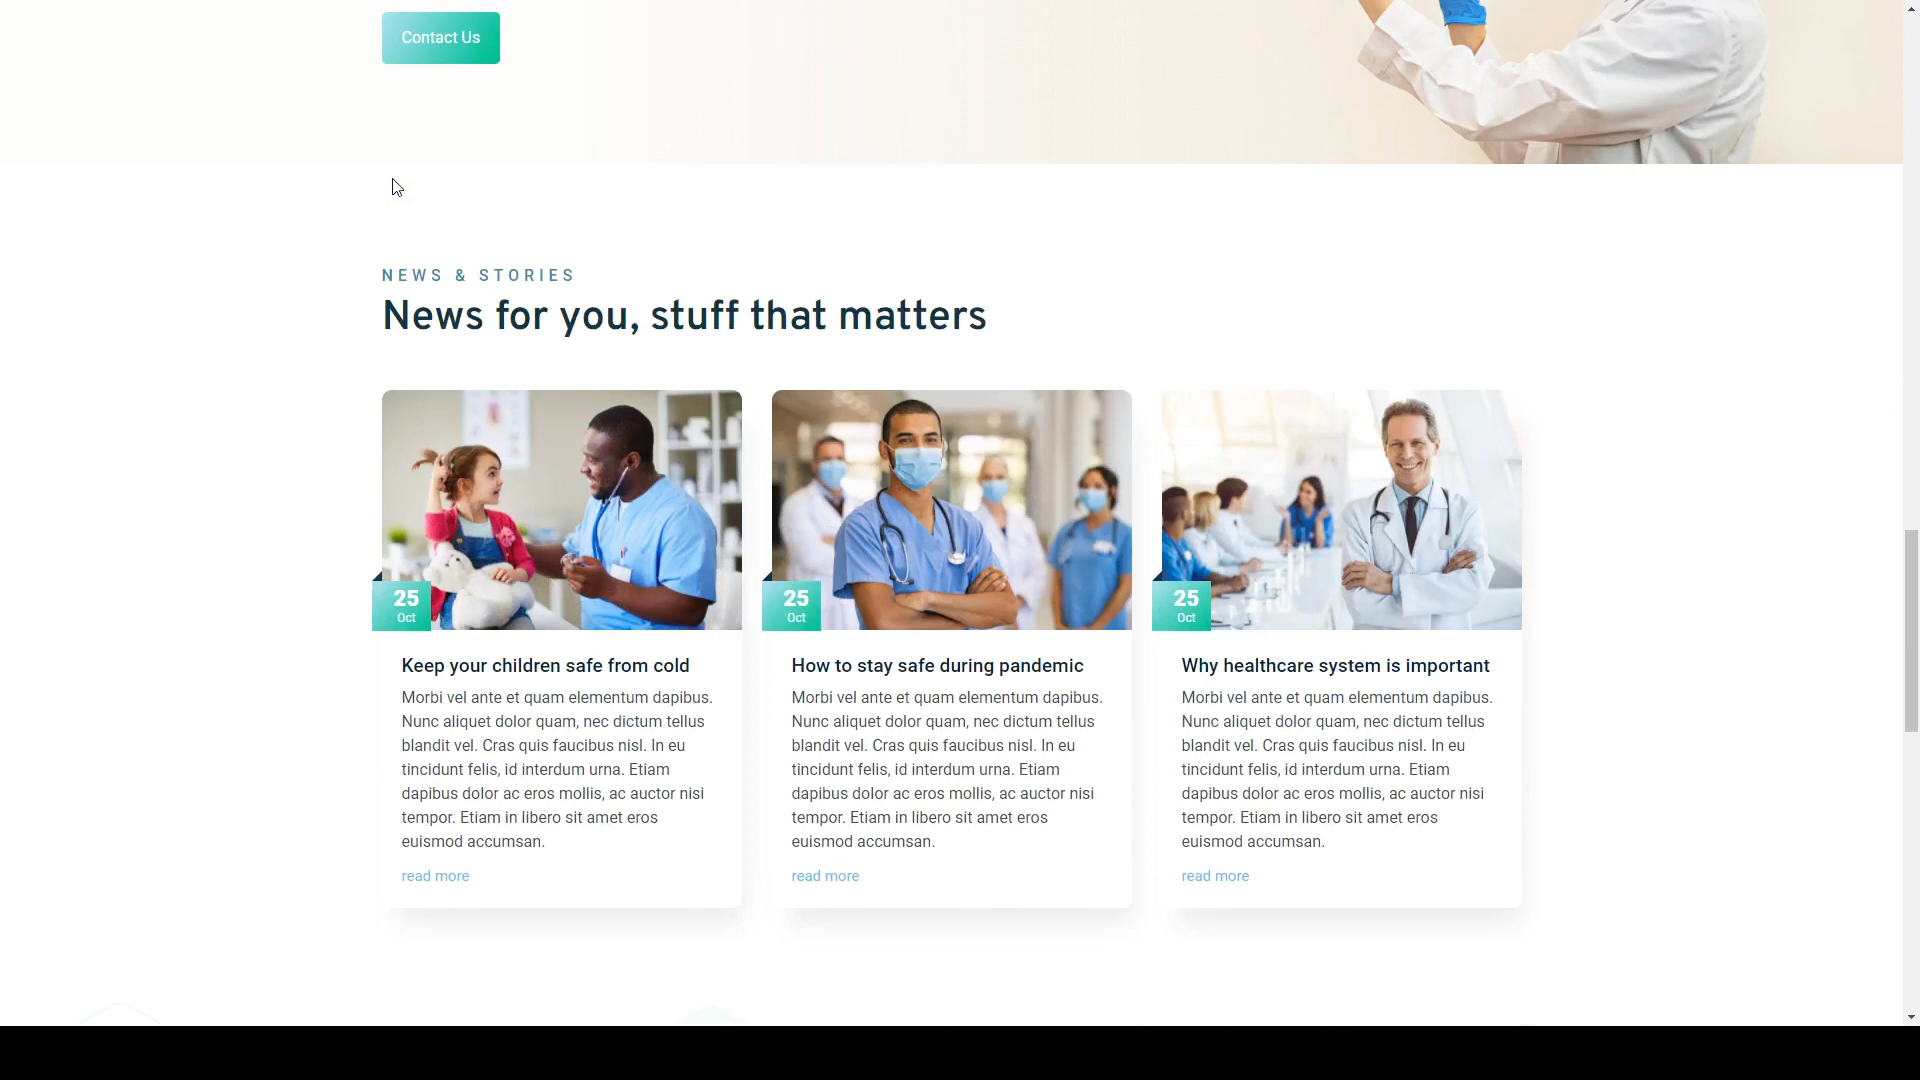 Contact Us
NEWS & STORIES
News for you, stuff that matters
25
Oct
Keep your children safe from cold
Morbi vel ante et quam elementum dapibus.
Nunc aliquet dolor quam, nec dictum tellus
blandit vel. Cras quis faucibus nisl. In eu
tincidunt felis, id interdum urna. Etiam
dapibus dolor ac eros mollis, ac auctor nisi
tempor. Etiam in libero sit amet eros
euismod accumsan.
read more
25
Oct
How to stay safe during pandemic
Morbi vel ante et quam elementum dapibus.
Nunc aliquet dolor quam, nec dictum tellus
blandit vel. Cras quis faucibus nisl. In eu
tincidunt felis, id interdum urna. Etiam
dapibus dolor ac eros mollis, ac auctor nisi
tempor. Etiam in libero sit amet eros
euismod accumsan.
read more
25
Oct
Why healthcare system is important
Morbi vel ante et quam elementum dapibus.
Nunc aliquet dolor quam, nec dictum tellus
blandit vel. Cras quis faucibus nisl. In eu
tincidunt felis, id interdum urna. Etiam
dapibus dolor ac eros mollis, ac auctor nisi
tempor. Etiam in libero sit amet eros
euismod accumsan.
read more